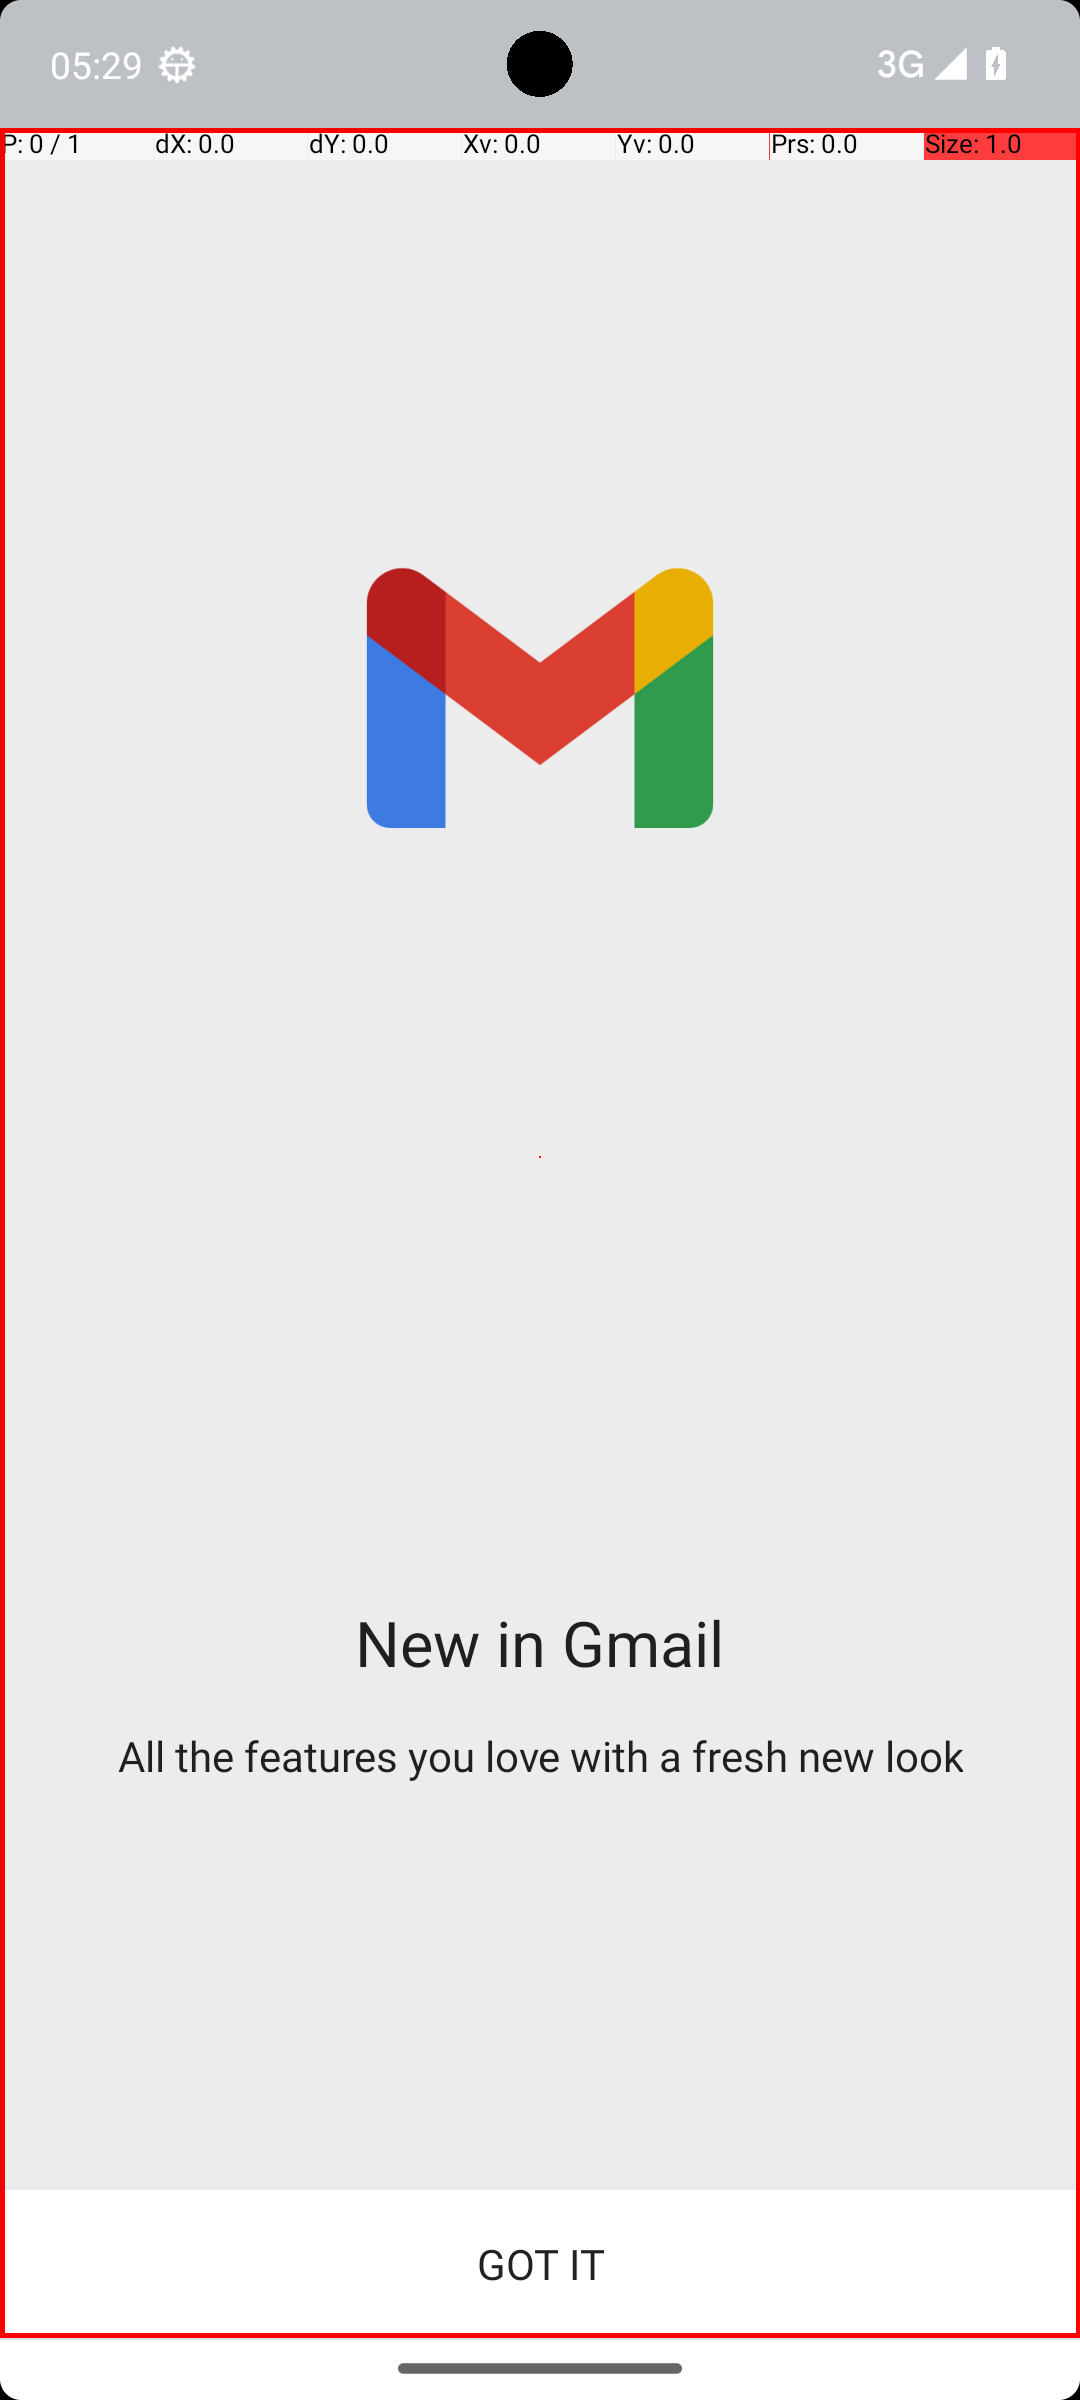 05:29 3G
P: 0 / 1 dX: 0.0 dY: 0.0 Xv: 0.0 Yv: 0.0 Prs: 0.0 Size: 1.0
New in Gmail
All the features you love with a fresh new look
GOT IT